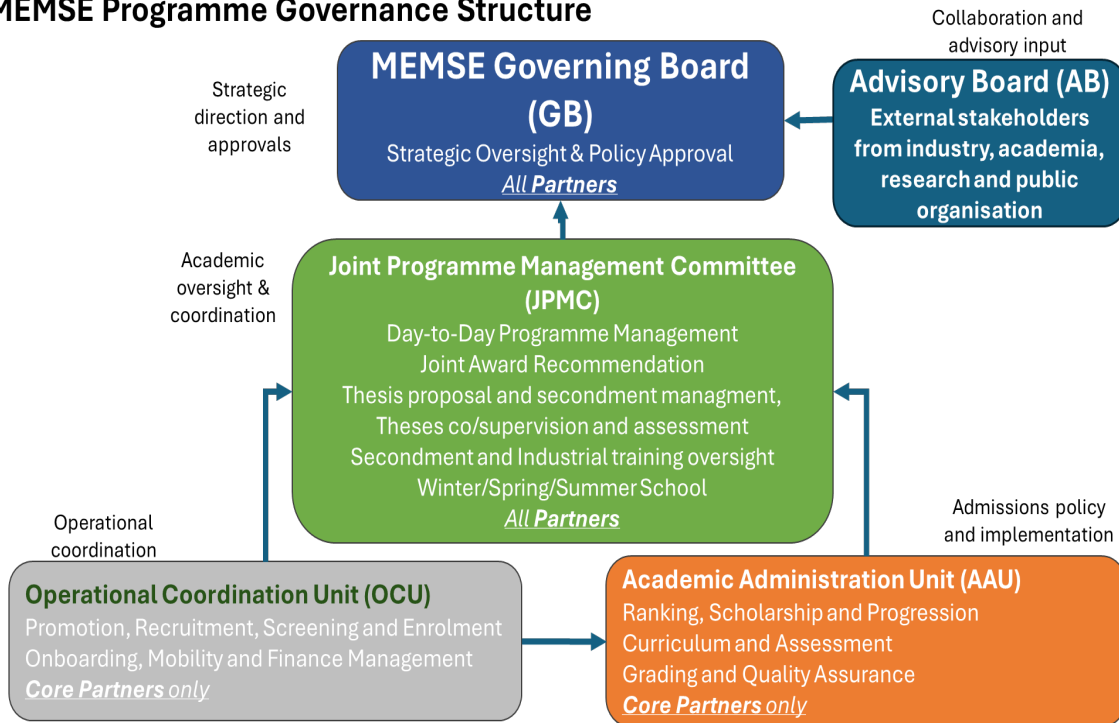 MEMSE Programme Governance Structure
Collaboration and
advisory input
Strategic
direction and
approvals
MEMSE Governing Board
(GB)
Strategic Oversight & Policy Approval
All Partners
Advisory Board (AB)
External stakeholders
from industry, academia,
research and public
organisation
Academic
oversight &
coordination
Joint Programme Management Committee
(JPMC)
Day-to-Day Programme Management
Joint Award Recommendation
Thesis proposal and secondment managment,
Theses co/supervision and assessment
Secondment and Industrial training oversight
Winter/Spring/Summer School
All Partners
Operational
coordination
Admissions policy
and implementation
Operational Coordination Unit (OCU)
Promotion, Recruitment, Screening and Enrolment
Onboarding, Mobility and Finance Management
Core Partners only
Academic Administration Unit (AAU)
Ranking, Scholarship and Progression
Curriculum and Assessment
Grading and Quality Assurance
Core Partners only